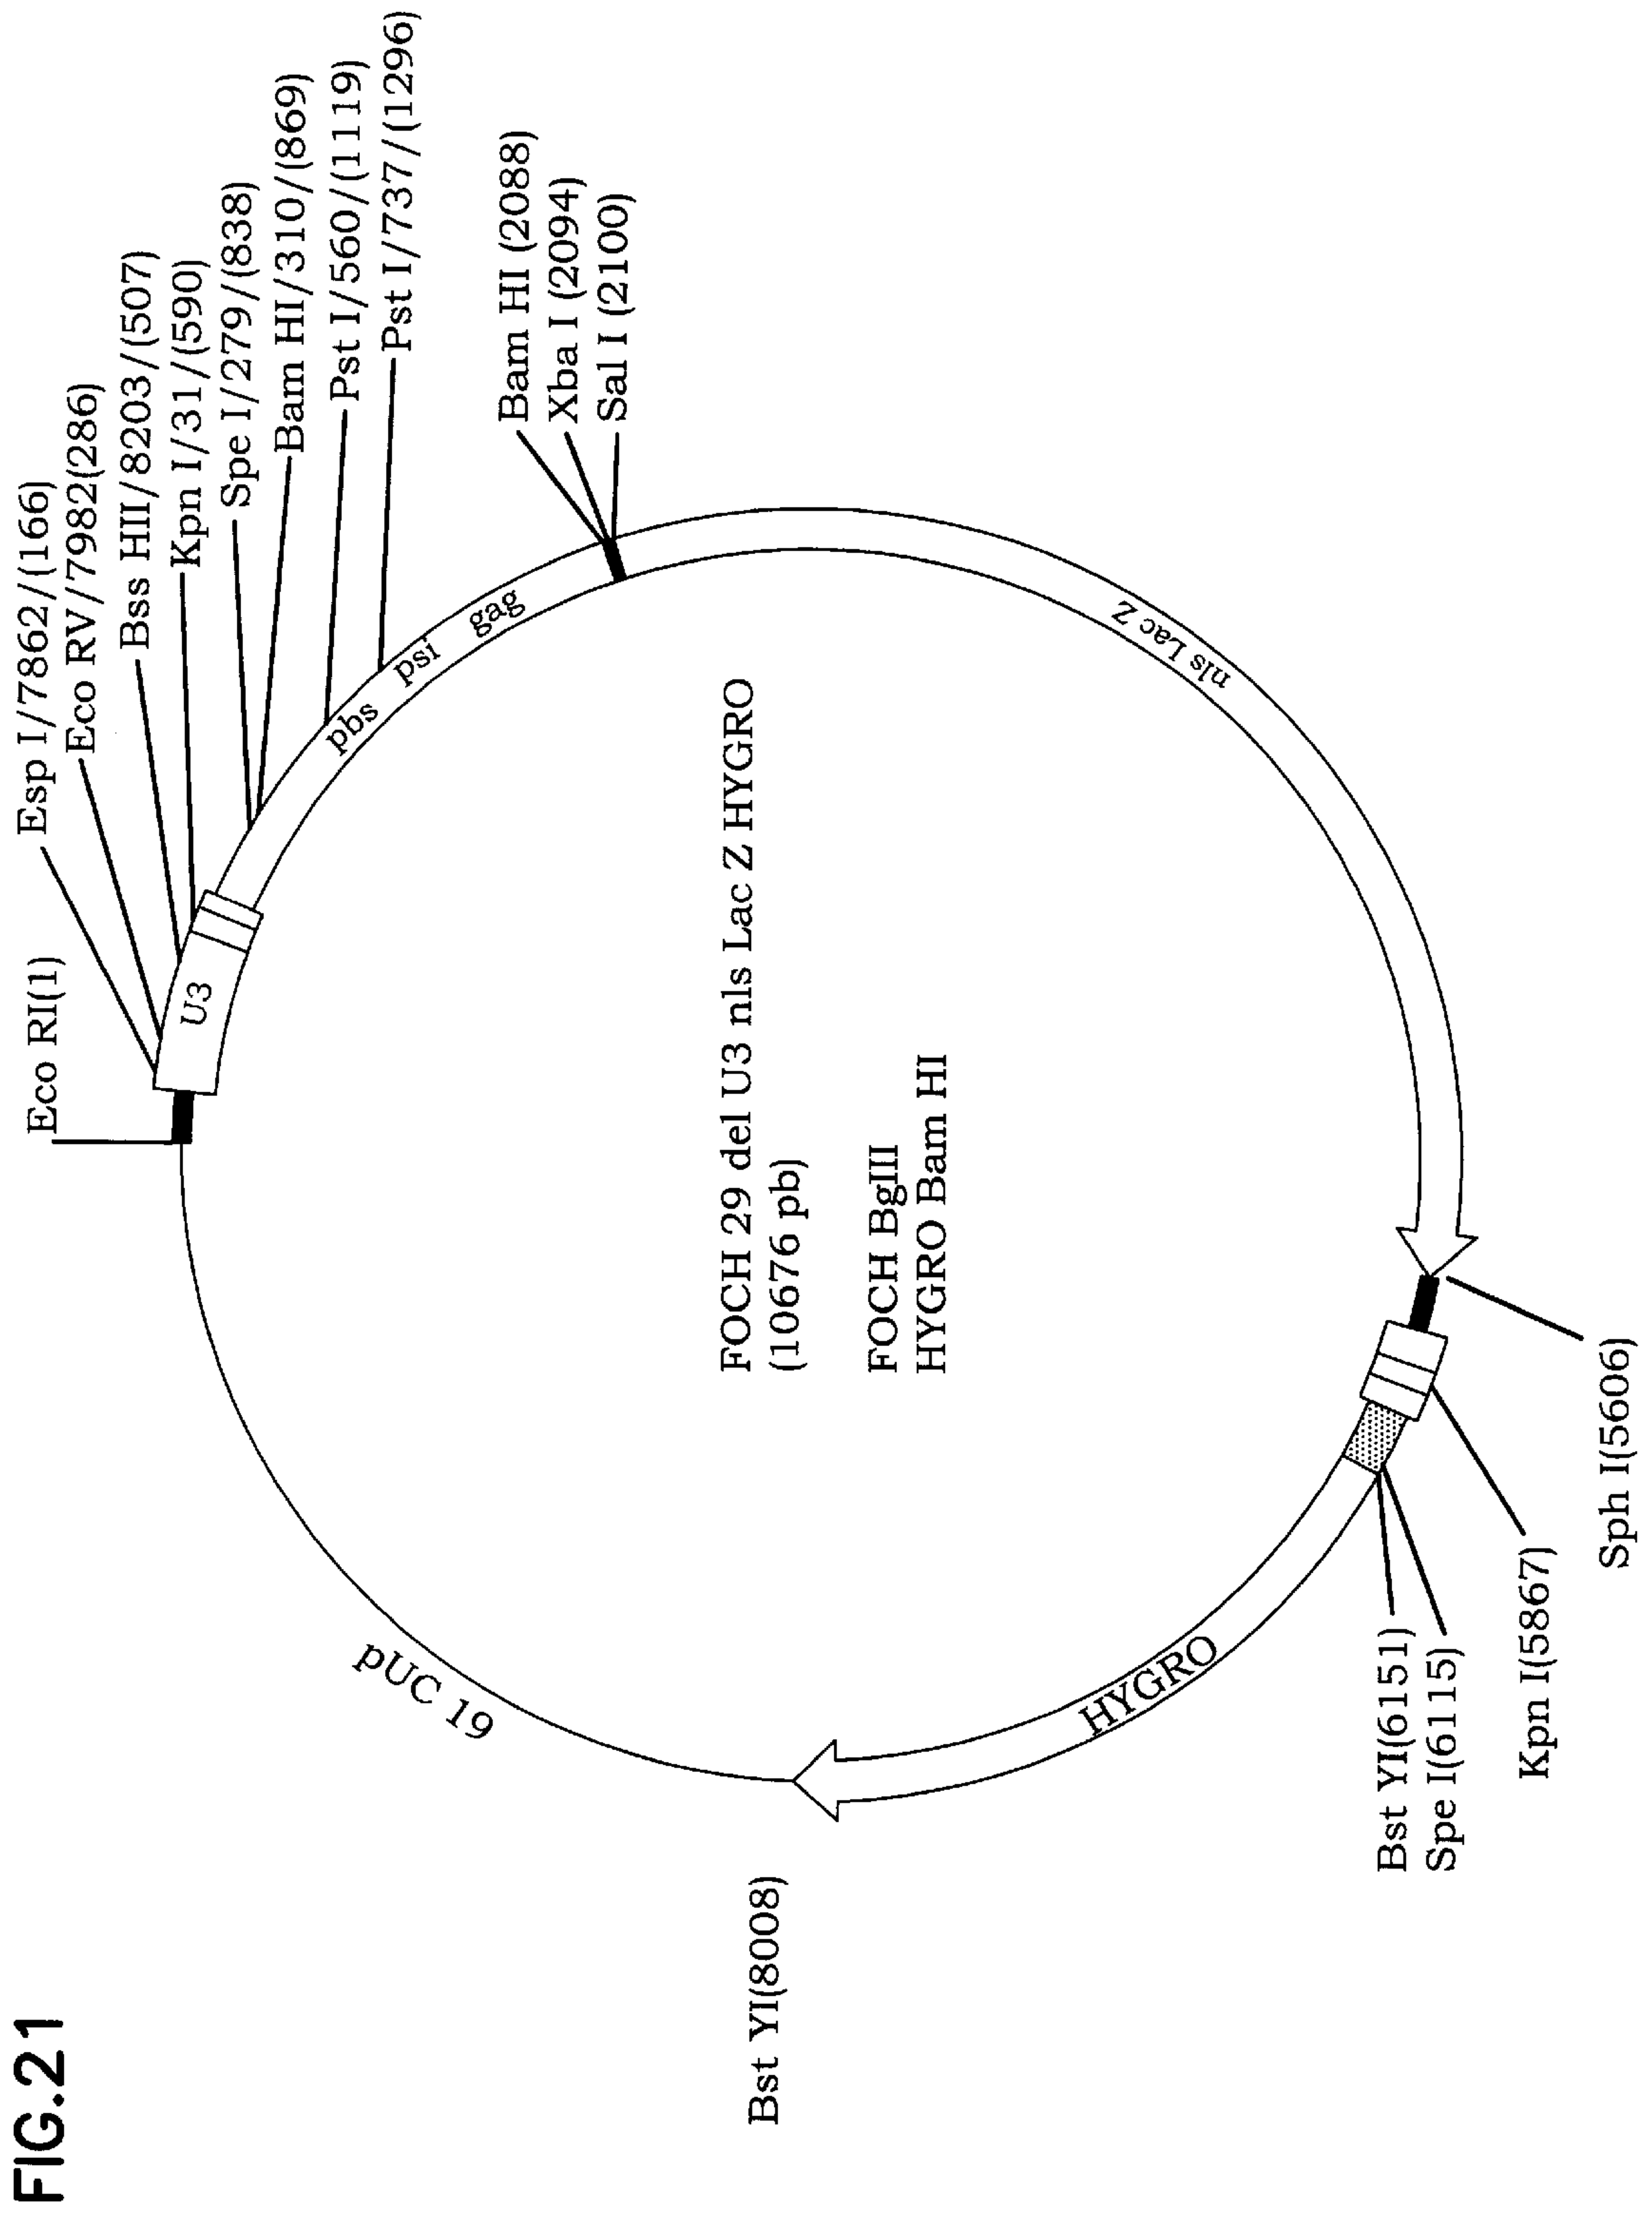 FIG.21
Eco RI(1)
Esp I/7862/(166)
Eco RV/7982(286)
Bss HII/8203/(507)
Kpn I/31/(590)
Spe I/279/(838)
Bam HI/310/(869)
Pst I/560/(1119)
Pst I/737/(1296)
Bam HI (2088)
Xba I (2094)
Sal I (2100)
U3
pbs
psi
gag
nls Lac Z
FOCH 29 del U3 nls Lac Z HYGRO
(10676 pb)
FOCH BgIII
HYGRO Bam HI
pUC 19
HYGRO
Bst YI(8008)
Bst YI(6151)
Spe I(6115)
Kpn I(5867)
Sph I(5606)